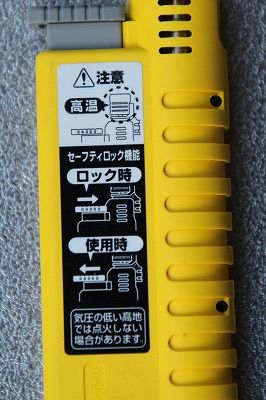 注意
高温
セーフティロック機能
ロック時
使用時
気圧の低い高地
では点火しない
場合があります。